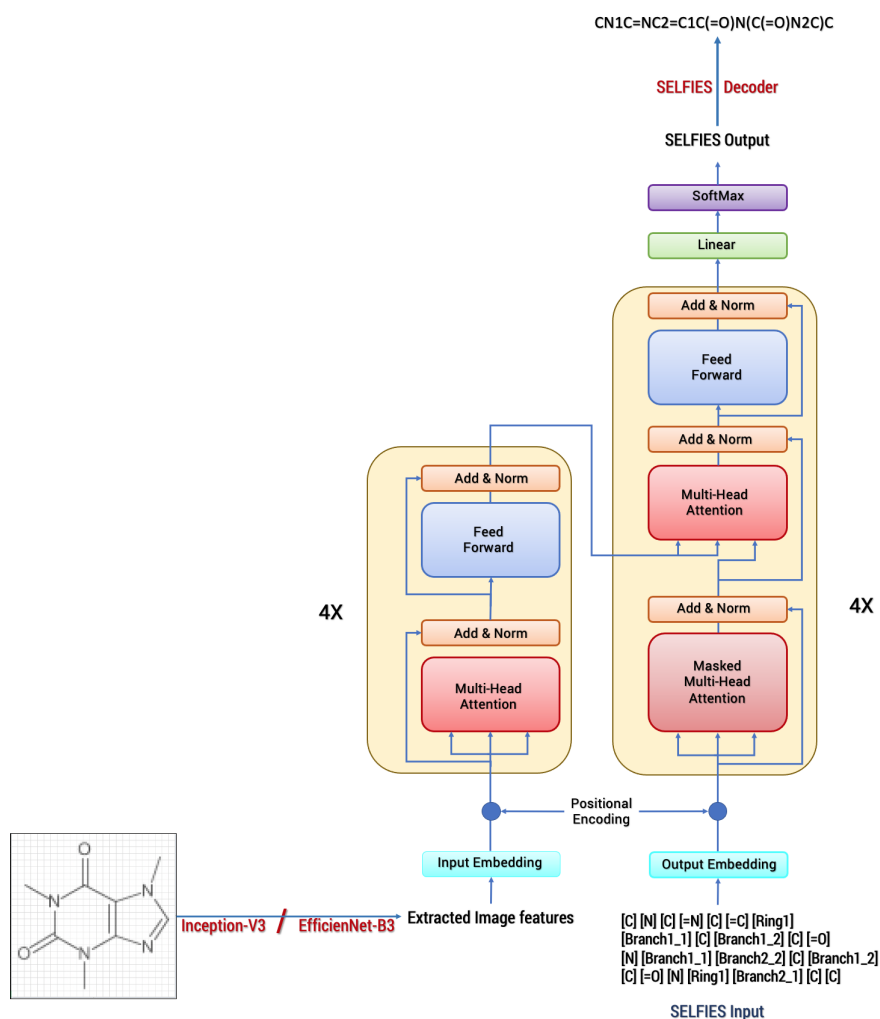 CN1C=NC2=C1C(=O)N(C(=O)N2C)C
SELFIES Decoder
SELFIES Output
SoftMax
Linear
Add & Norm
Feed
Forward
Add & Norm
Multi-Head
Attention
Add & Norm
Masked
Multi-Head
Attention
4X
Add & Norm
Feed
Forward
Add & Norm
Multi-Head
Attention
4X
Positional
Encoding
Input Embedding
Output Embedding
O
N
N
O
N
N
Inception-V3 / EfficienNet-B3
Extracted Image features
[C] [N] [C] [=N] [C] [=C] [Ring1]
[Branch1_1] [C] [Branch1_2] [C] [=O]
[N] [Branch1_1] [Branch2_2] [C] [Branch1_2]
[C] [=O] [N] [Ring1] [Branch2_1] [C] [C]
SELFIES Input